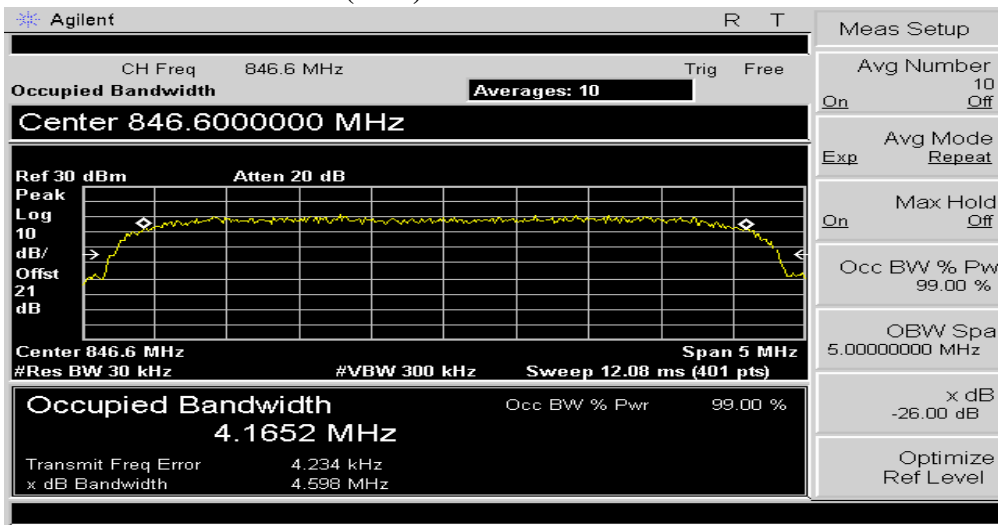 Agilent R T
CH Freq 846.6 MHz Trig Free
Occupied Bandwidth Averages: 10
Center 846.6000000 MHz
Ref 30 dBm Atten 20 dB
Peak
Log
10
dB/
Offst
21
dB
Center 846.6 MHz Span 5 MHz
#Res BW 30 kHz #VBW 300 kHz Sweep 12.08 ms (401 pts)
Occupied Bandwidth Occ BW % Pwr 99.00 %
4.1652 MHz
Transmit Freq Error 4.234 kHz
x dB Bandwidth 4.598 MHz
Meas Setup
Avg Number
10
On Off
Avg Mode
Exp Repeat
Max Hold
On Off
Occ BW % Pw
99.00 %
OBW Spa
5.00000000 MHz
x dB
-26.00 dB
Optimize
Ref Level